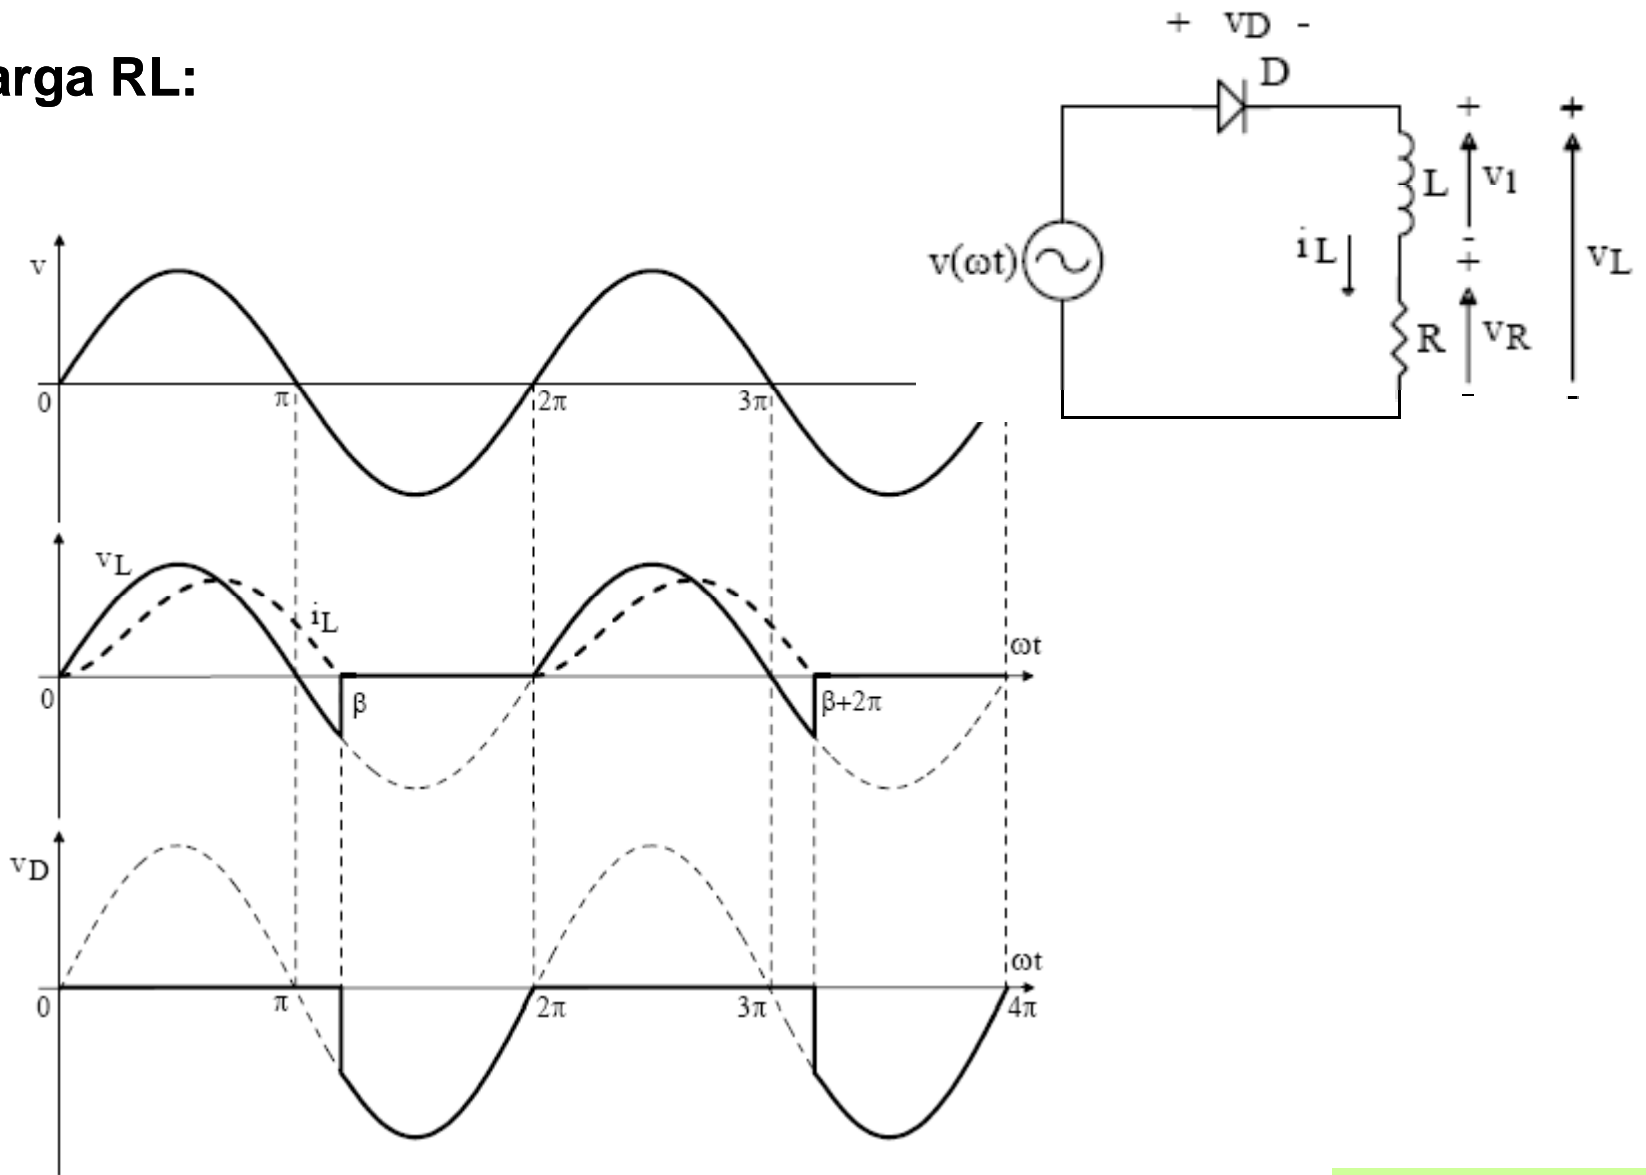 arga RL:
+ vD -
D
v(ωt)
iL
L
R
+
v1
-
+
vR
-
+
vL
-
v
0
π
2π
3π
vL
iL
ωt
0
β
β+2π
vD
ωt
0
π
2π
3π
4π